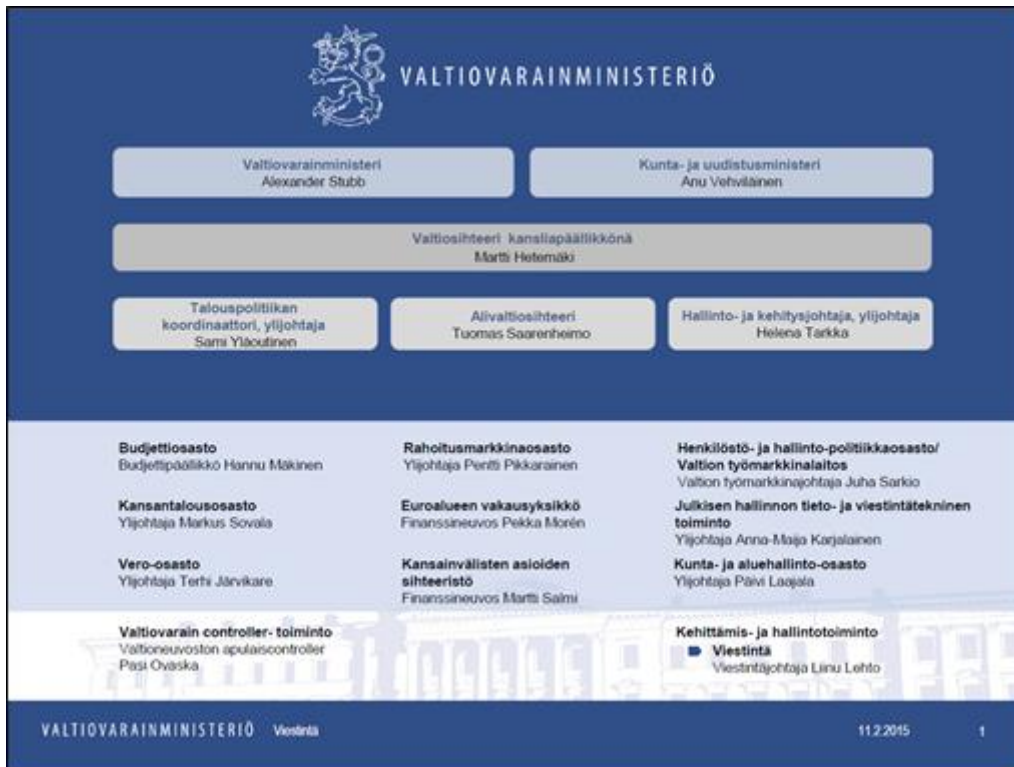 VALTIOVARAINMINISTERIÖ
Valtiovarainministeri
Alexander Stubb
Kunta- ja uudistusministeri
Anu Vehviläinen
Valtiosihteeri kansliapäällikkönä
Martti Hetemäki
Talouspolitiikan
koordinaattori, ylijohtaja
Sami Yläoutinen
Alivaltiosihteeri
Tuomas Saarenheimo
Hallinto- ja kehitysjohtaja, ylijohtaja
Helena Tarkka
Budjettiosasto
Budjettipäällikkö Hannu Mäkinen
Kansantalousosasto
Ylijohtaja Markus Sovala
Vero-osasto
Ylijohtaja Terhi Järvikare
Valtiovarain controller- toiminto
Valtioneuvoston apulaiscontroller
Pasi Ovaska
Rahoitusmarkkinaosasto
Ylijohtaja Pentti Pikkarainen
Euroalueen vakausyksikkö
Finanssineuvos Pekka Morén
Kansainvälisten asioiden
sihteeristö
Finanssineuvos Martti Salmi
Henkilöstö- ja hallinto-politiikkaosasto/
Valtion työmarkkinalaitos
Valtion työmarkkinajohtaja Juha Sarkio
Julkisen hallinnon tieto- ja viestintätekninen
toiminto
Ylijohtaja Anna-Maija Karjalainen
Kunta- ja aluehallinto-osasto
Ylijohtaja Päivi Laajala
Kehittämis- ja hallintotoiminto
Viestintä
Viestintäjohtaja Liinu Lehto
VALTIOVARAINMINISTERIÖ Viestintä
11.2.2015
1